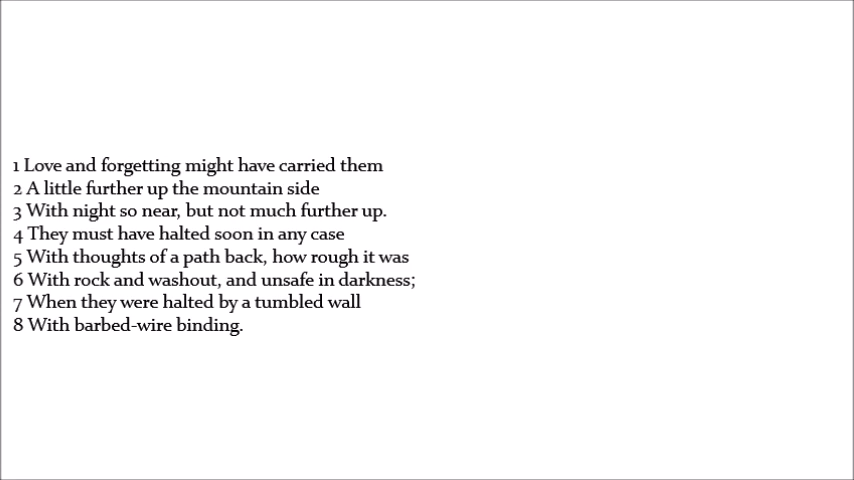 1 Love and forgetting might have carried them
2 A little further up the mountain side
3 With night so near, but not much further up.
4 They must have halted soon in any case
5 With thoughts of a path back, how rough it was
6 With rock and washout, and unsafe in darkness;
7 When they were halted by a tumbled wall
8 With barbed-wire binding.